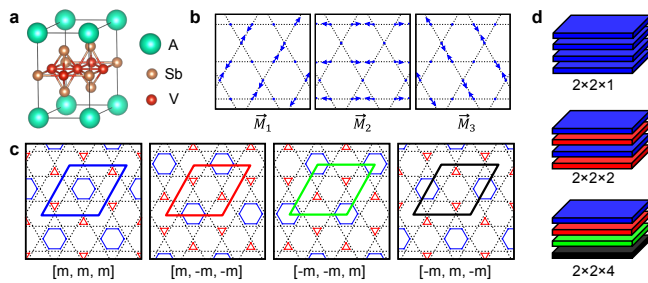 a
A
Sb
V
b
M⃗₁ M⃗₂ M⃗₃
c
[m, m, m] [m, -m, -m] [-m, -m, m] [-m, m, -m]
d
2×2×1
2×2×2
2×2×4